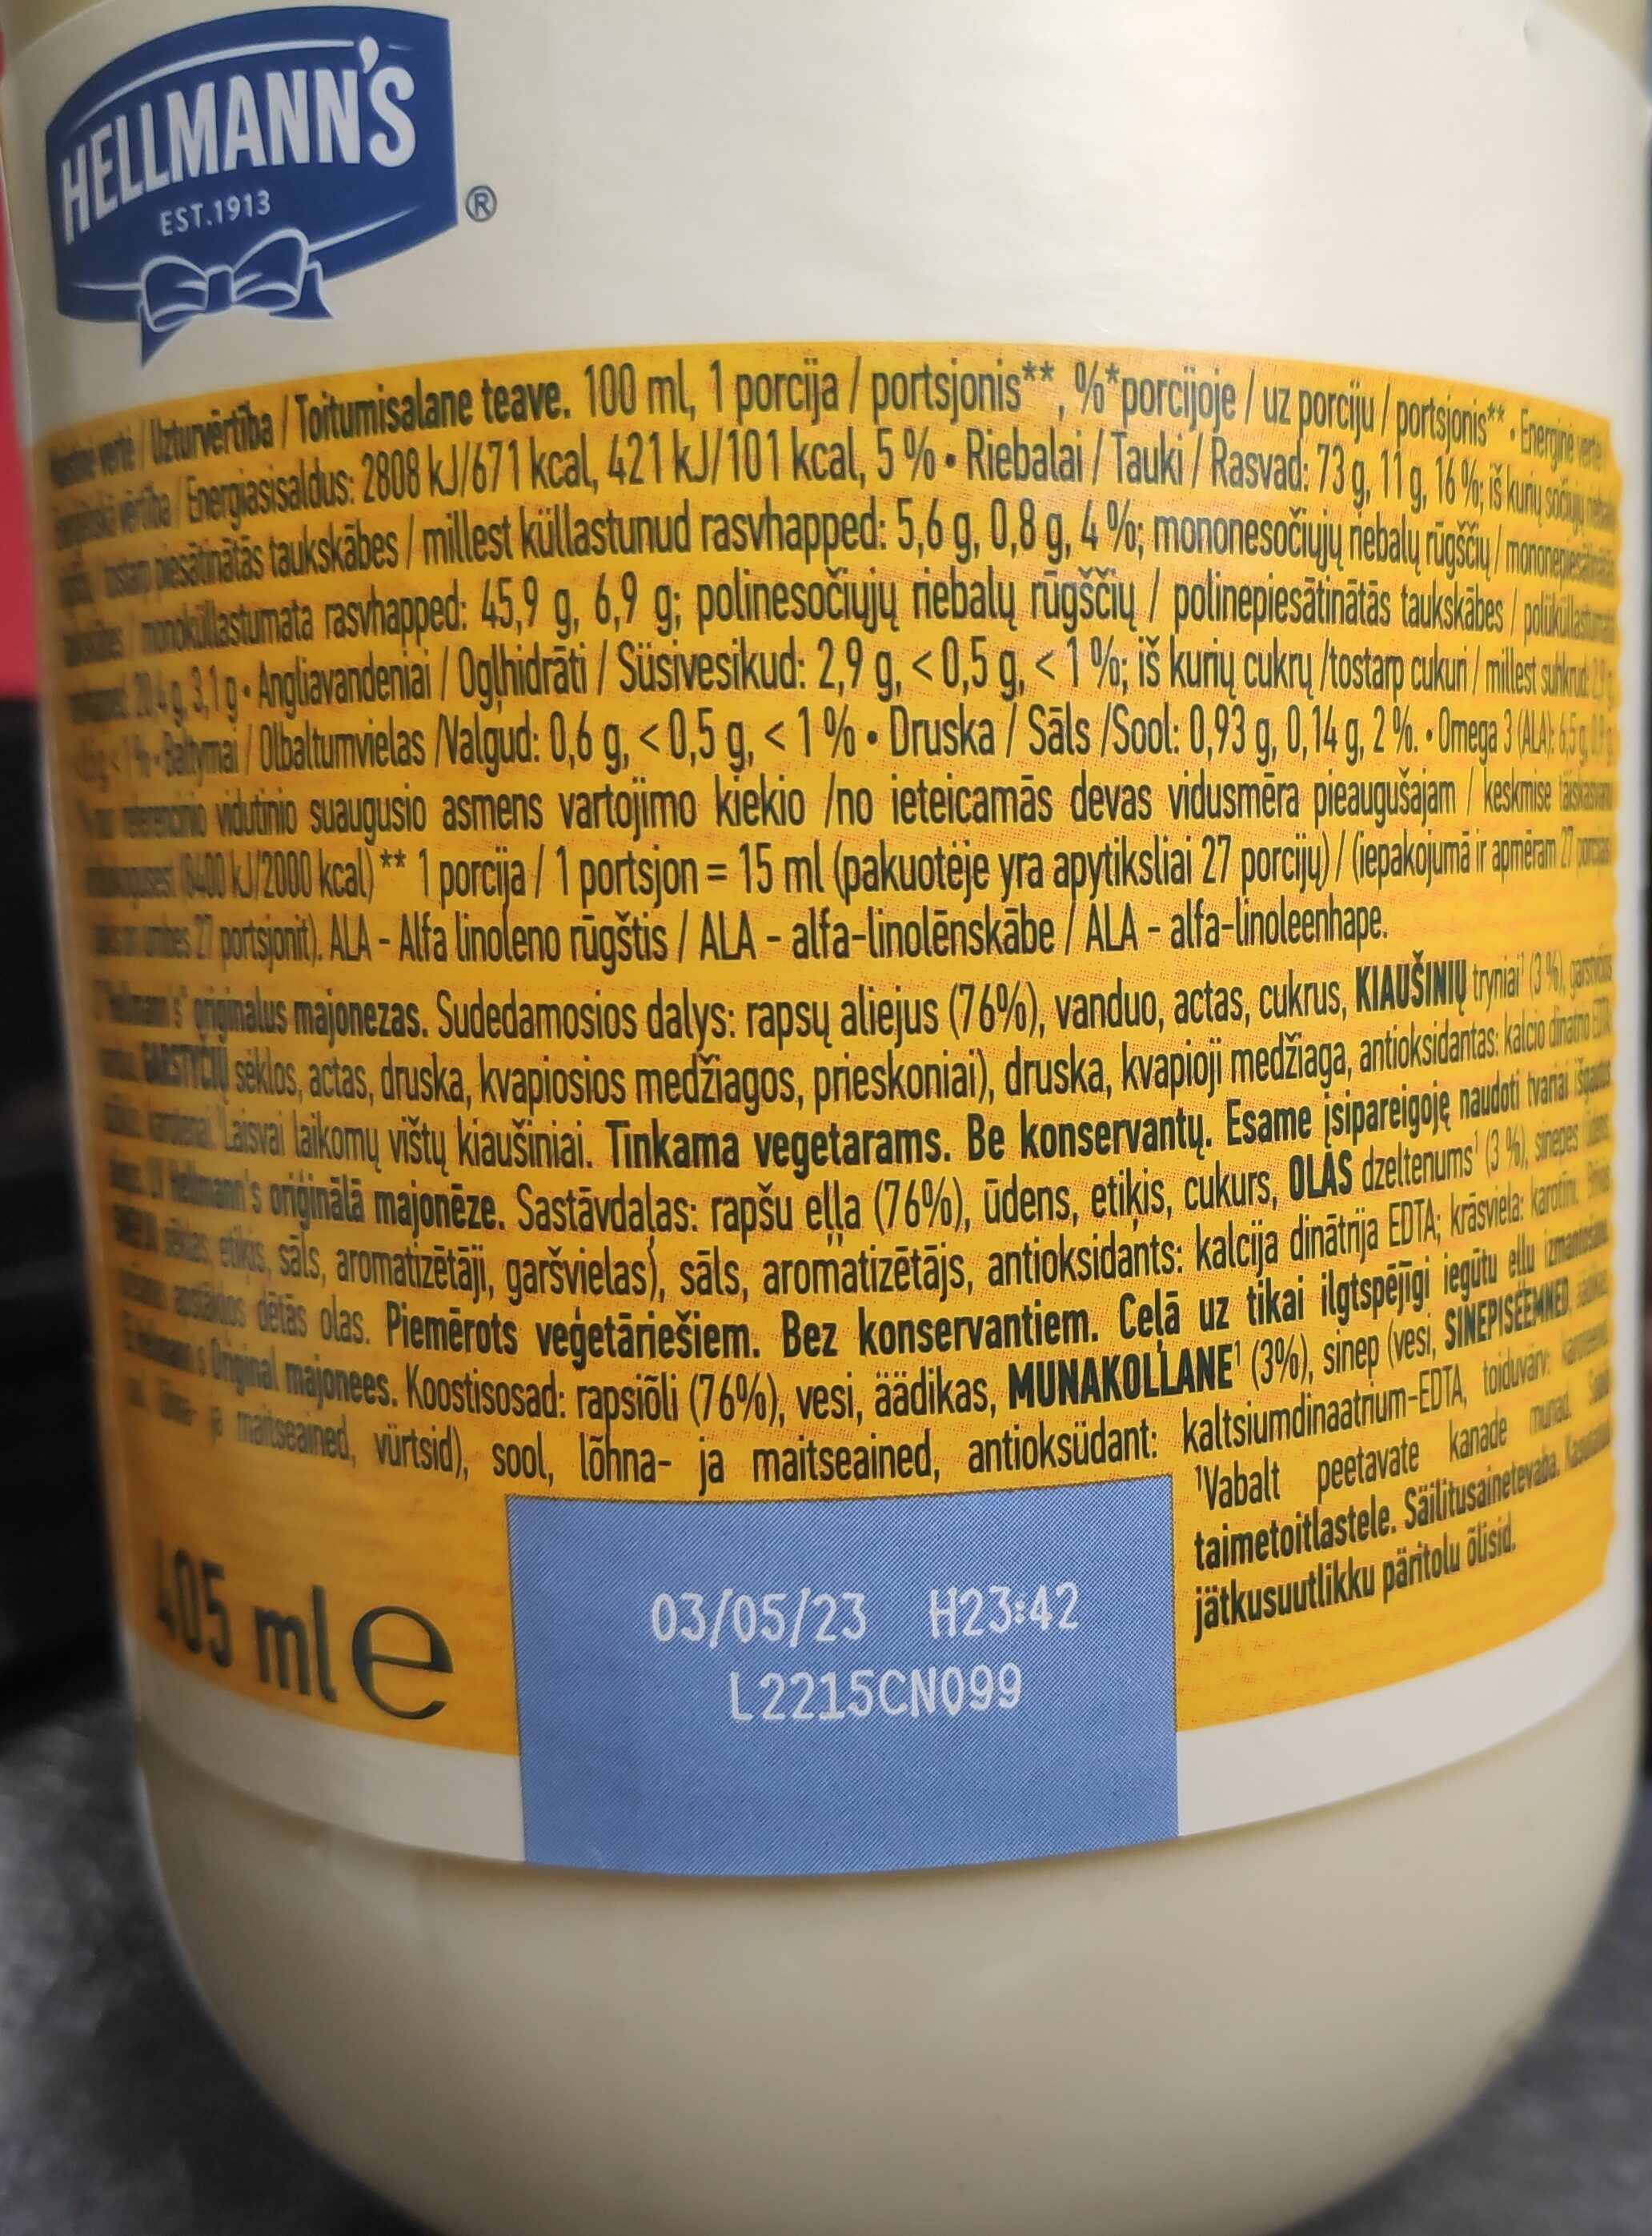 HELLMANN'S
EST.1913
®
Uzturvērtība / Toitumisalane teave. 100 ml, 1 porcija / portsjonis**, %*porcijoje / uz porciju / portsjonis** • Energinė vertė /
vērtība / Energiasisaldus: 2808 kJ/671 kcal, 421 kJ/101 kcal, 5 % • Riebalai / Tauki / Rasvad: 73 g, 11 g, 16 %; iš kurių sočiųjų
tostarp piesātinātās taukskābes / millest küllastunud rasvhapped: 5,6 g, 0,8 g, 4 %; mononesočiųjų riebalų rūgščių /
monoküllastumata rasvhapped: 45,9 g, 6,9 g; polinesočiųjų riebalų rūgščių / polinepiesātinātās taukskābes /
20,4 g, 3,1 g • Angliavandeniai / Ogļhidrāti / Süsivesikud: 2,9 g, < 0,5 g, < 1 %; iš kurių cukrų /tostarp cukuri / millest suhkrud:
< 1 % • Baltymai / Olbaltumvielas /Valgud: 0,6 g, < 0,5 g, < 1 % • Druska / Sāls /Sool: 0,93 g, 0,14 g, 2 %. • Omega 3 (ALA): 6,5 g,
vidutinio suaugusio asmens vartojimo kiekio /no ieteicamās devas vidusmēra pieaugušajam / keskmise
(8400 kJ/2000 kcal) ** 1 porcija / 1 portsjon = 15 ml (pakuotėje yra apytiksliai 27 porcijų) / (iepakojumā ir apmēram 27
umbes 27 portsjonit). ALA - Alfa linoleno rūgštis / ALA - alfa-linolēnskābe / ALA - alfa-linoleenhape.
originalus majonezas. Sudedamosios dalys: rapsų aliejus (76%), vanduo, actas, cukrus, KIAUŠINIŲ tryniai¹ (3 %),
GARSTYČIŲ sėklos, actas, druska, kvapiosios medžiagos, prieskoniai), druska, kvapioji medžiaga, antioksidantas: kalcio dinatrio
Laisvai laikomų vištų kiaušiniai. Tinkama vegetarams. Be konservantų. Esame įsipareigoję naudoti tvariai
LV Hellmann's oriģinālā majonēze. Sastāvdaļas: rapšu eļļa (76%), ūdens, etiķis, cukurs, OLAS dzeltenums¹ (3 %), sinepes
sēklas, etiķis, sāls, aromatizētāji, garšvielas), sāls, aromatizētājs, antioksidants: kalcija dinātrija EDTA; krāsviela: karotīni.
apstākļos dētās olas. Piemērots veģetāriešiem. Bez konservantiem. Ceļā uz tikai ilgtspējīgi iegūtu eļļu izmantošanu.
Hellmann's Original majonees. Koostisosad: rapsiõli (76%), vesi, äädikas, MUNAKOLLANE¹ (3%), sinep (vesi, SINEPISEEMNED,
lõhna- ja maitseained, vürtsid), sool, lõhna- ja maitseained, antioksüdant: kaltsiumdinaatrium-EDTA, toiduvärv:
¹Vabalt peetavate kanade munad.
taimetoitlastele. Säilitusainetevaba.
jätkusuutlikku päritolu õlisid.
405 ml e
03/05/23 H23:42
L2215CN099